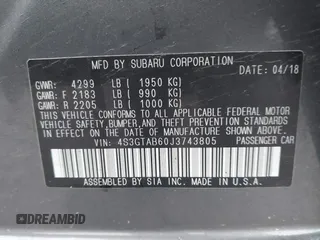 MFD. BY SUBARU CORPORATION
04/18
GVWR: 4299 LB ( 1950 KG)
GAWR: F 2183 LB ( 990 KG)
GAWR: R 2205 LB ( 1000 KG)
THIS VEHICLE CONFORMS TO ALL APPLICABLE FEDERAL MOTOR
VEHICLE SAFETY, BUMPER, AND THEFT PREVENTION STANDARDS
IN EFFECT ON THE DATE OF MANUFACTURE SHOWN ABOVE.
VIN: 4S3GTAB60J3743805 PASSENGER CAR
ASSEMBLED BY SIA INC. MADE IN U.S.A.
DREAMBID